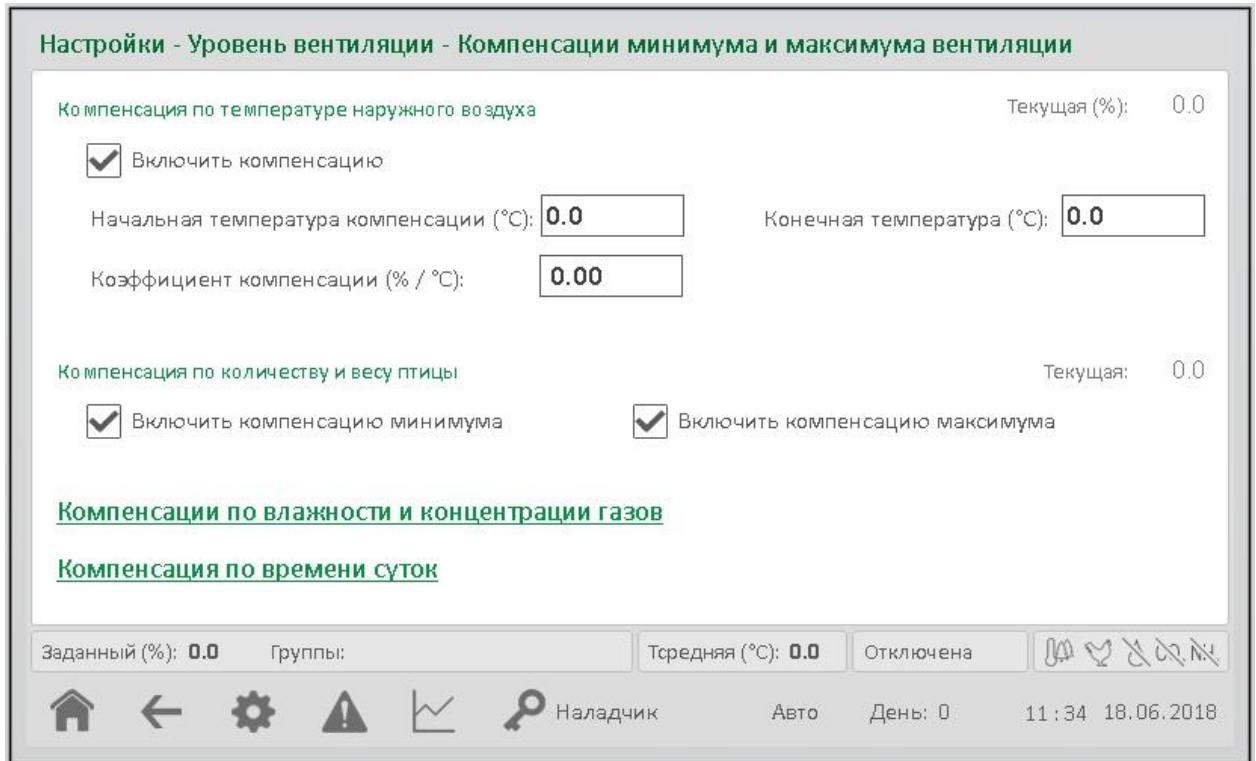 Настройки - Уровень вентиляции - Компенсации минимума и максимума вентиляции
Компенсация по температуре наружного воздуха Текущая (%): 0.0
Включить компенсацию
Начальная температура компенсации (°C): 0.0 Конечная температура (°C): 0.0
Коэффициент компенсации (% / °C): 0.00
Компенсация по количеству и весу птицы Текущая: 0.0
Включить компенсацию минимума Включить компенсацию максимума
Компенсации по влажности и концентрации газов
Компенсация по времени суток
Заданный (%): 0.0 Группы: Тсредняя (°C): 0.0 Отключена
Наладчик Авто День: 0 11:34 18.06.2018